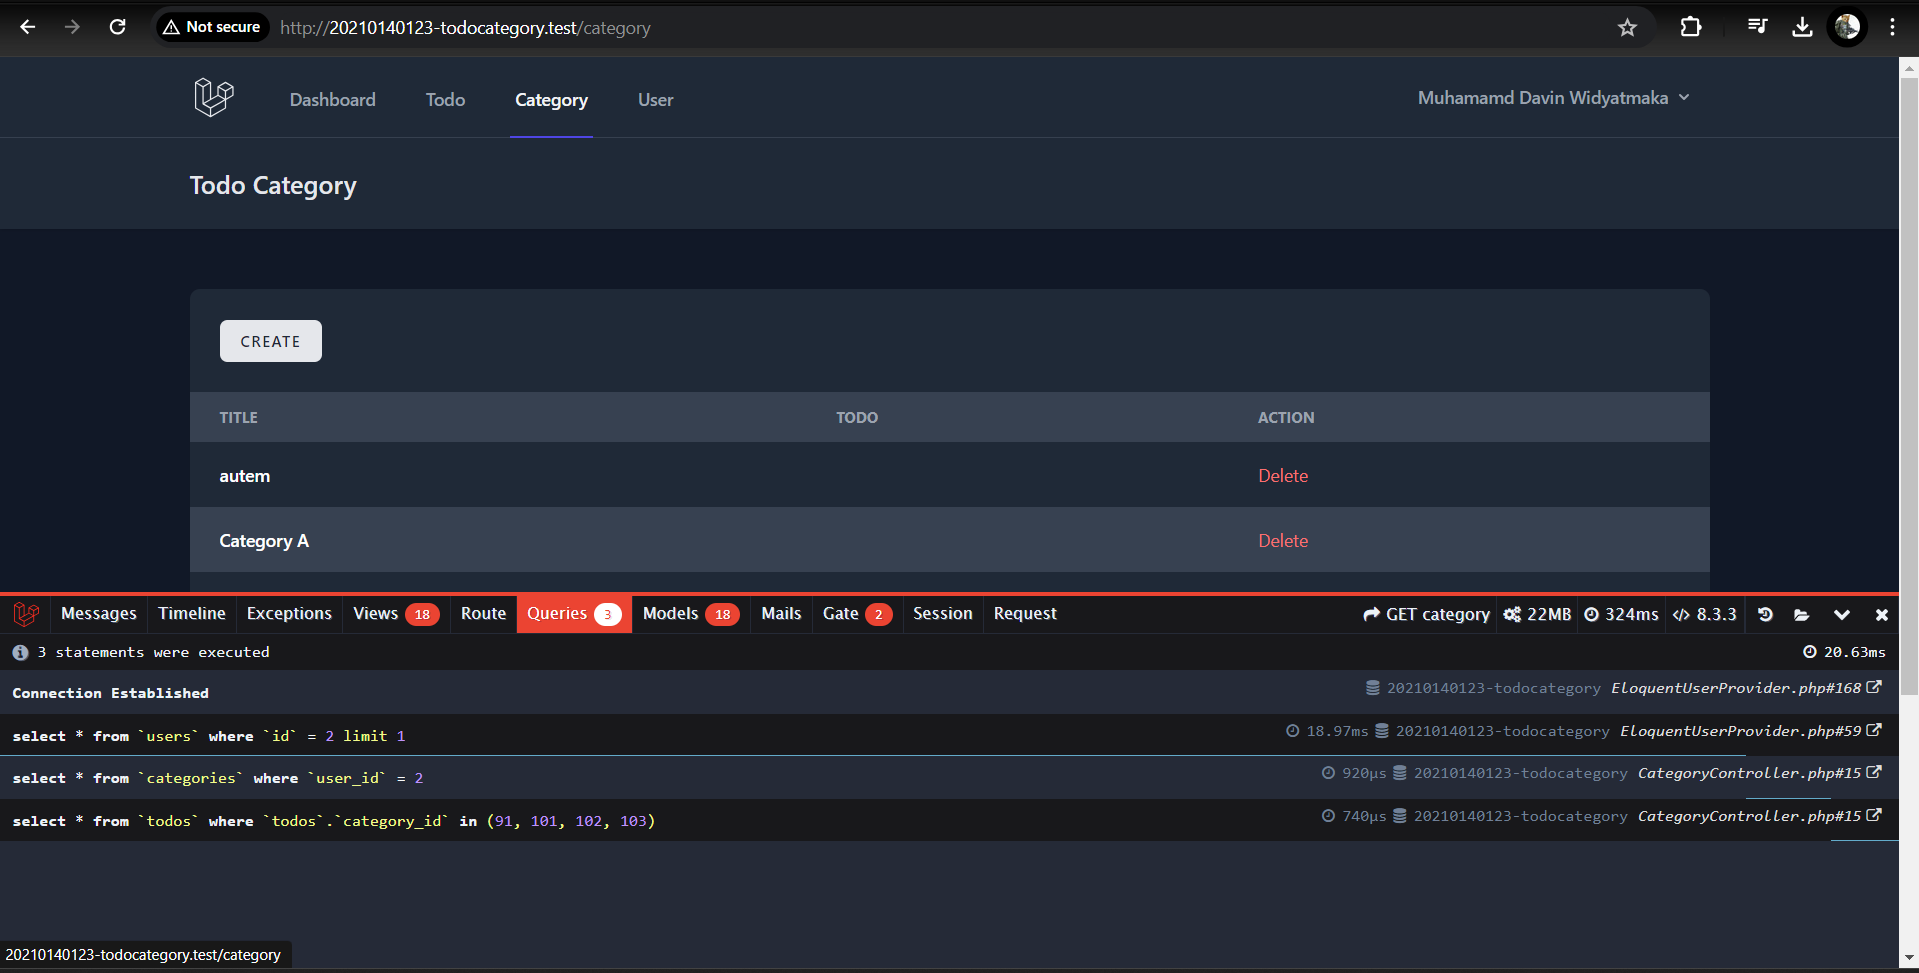 Not secure http://20210140123-todocategory.test/category
Dashboard Todo Category User Muhamamd Davin Widyatmaka
Todo Category
CREATE
TITLE TODO ACTION
autem Delete
Category A Delete
Messages Timeline Exceptions Views 18 Route Queries 3 Models 18 Mails Gate 2 Session Request GET category 22MB 324ms 8.3.3
3 statements were executed 20.63ms
Connection Established 20210140123-todocategory EloquentUserProvider.php#168
select * from `users` where `id` = 2 limit 1 18.97ms 20210140123-todocategory EloquentUserProvider.php#59
select * from `categories` where `user_id` = 2 920μs 20210140123-todocategory CategoryController.php#15
select * from `todos` where `todos`.`category_id` in (91, 101, 102, 103) 740μs 20210140123-todocategory CategoryController.php#15
20210140123-todocategory.test/category